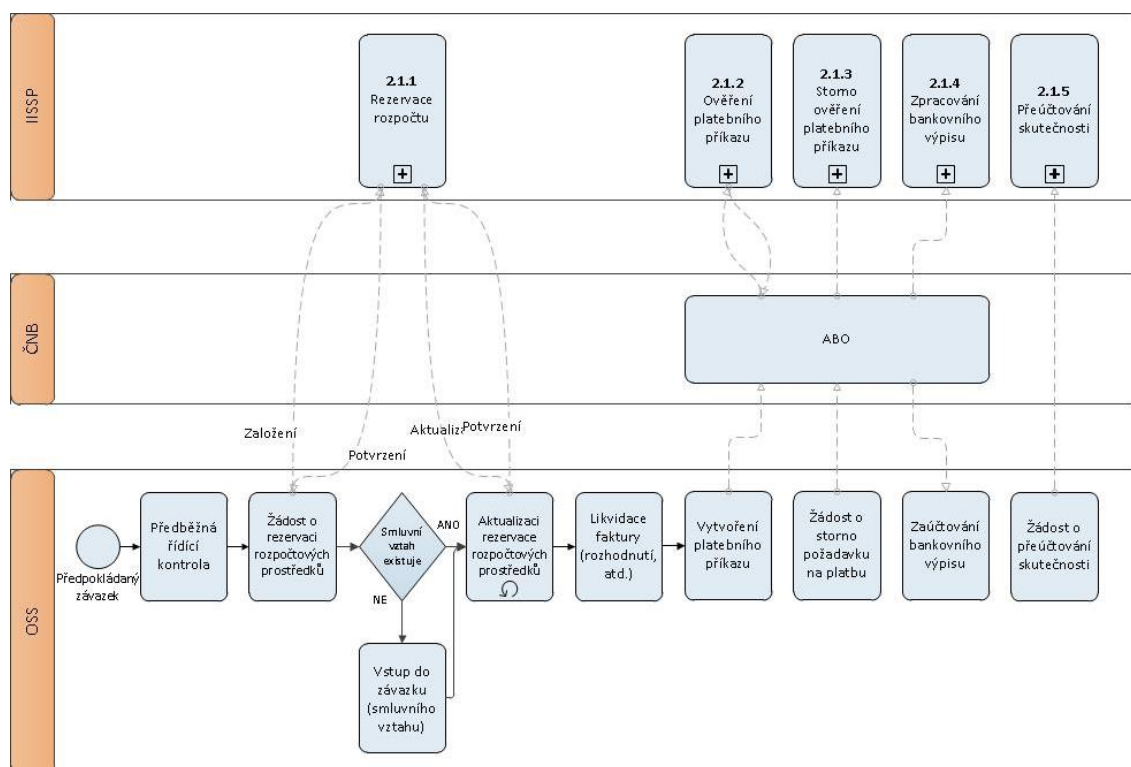 IISSP
2.1.1
Rezervace
rozpočtu
2.1.2
Ověření
platebního
příkazu
2.1.3
Storno
ověření
platebního
příkazu
2.1.4
Zpracování
bankovního
výpisu
2.1.5
Přeúčtování
skutečnosti
ČNB
ABO
Založení
Potvrzení
Aktualiz
Potvrzení
OSS
Předpokládaný
závazek
Předběžná
řídící
kontrola
Žádost o
rezervaci
rozpočtových
prostředků
Smluvní
vztah
existuje
ANO
NE
Vstup do
závazku
(smluvního
vztahu)
Aktualizaci
rezervace
rozpočtových
prostředků
Likvidace
faktury
(rozhodnutí,
atd.)
Vytvoření
platebního
příkazu
Žádost o
storno
požadavku
na platbu
Zaúčtování
bankovního
výpisu
Žádost o
přeúčtování
skutečnosti